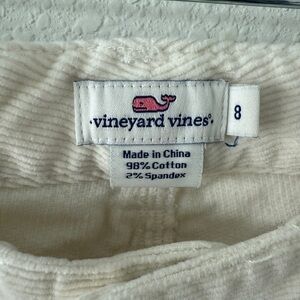 vineyard vines®
8
Made in China
98% Cotton
2% Spandex